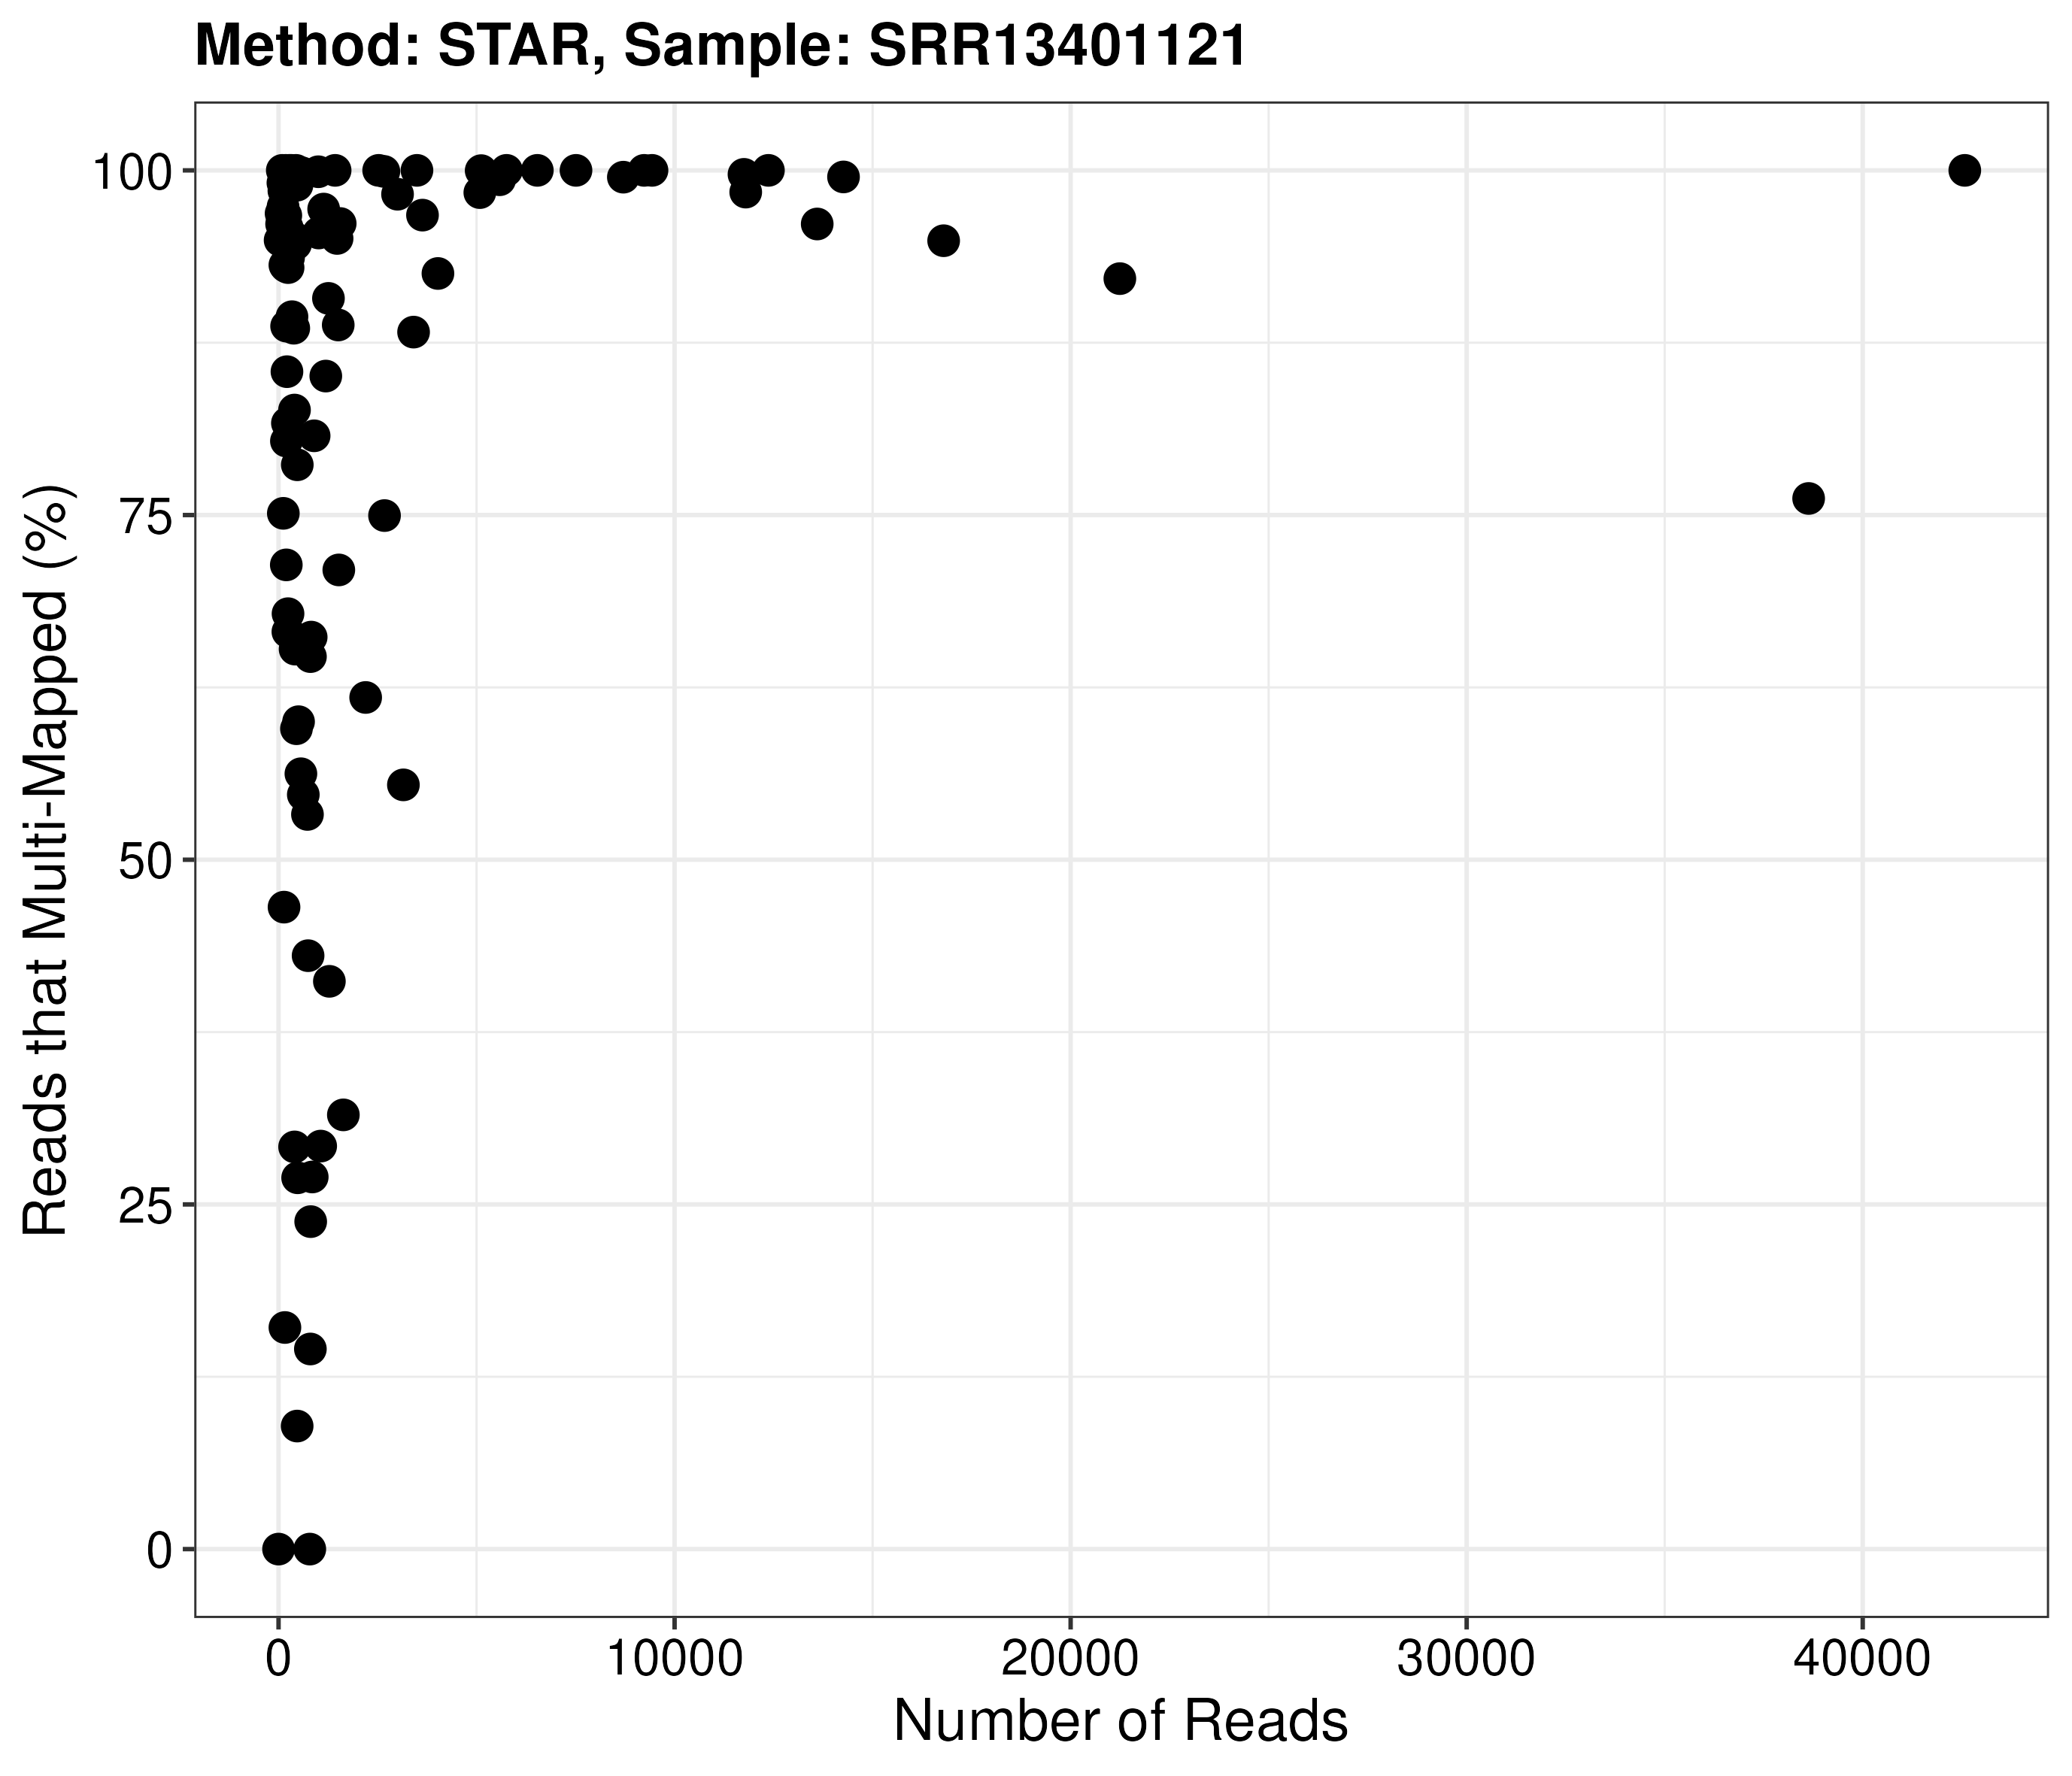 Method: STAR, Sample: SRR13401121
Reads that Multi-Mapped (%)
100
75
50
25
0
0 10000 20000 30000 40000
Number of Reads